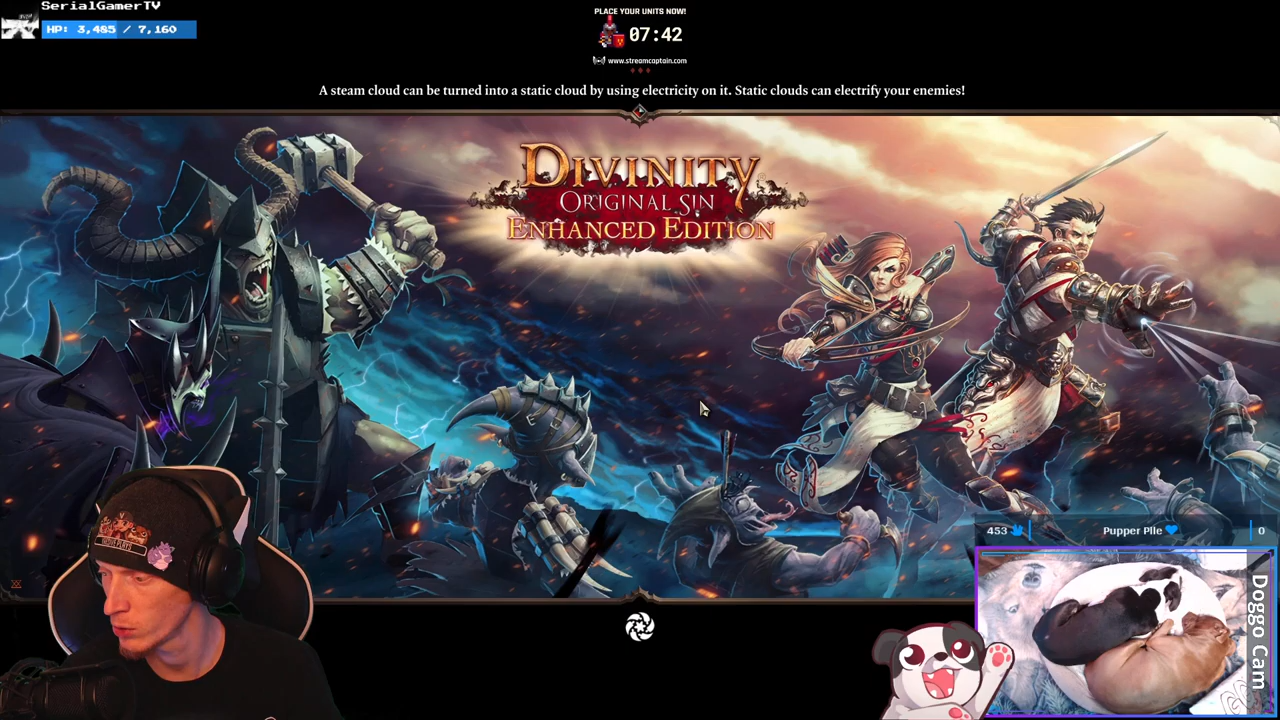 SerialGamerTV
HP: 3,485 / 7,160
PLACE YOUR UNITS NOW!
07:42
www.streamcaptain.com
A steam cloud can be turned into a static cloud by using electricity on it. Static clouds can electrify your enemies!
DIVINITY
ORIGINAL SIN
ENHANCED EDITION
453
Pupper Pile
0
Doggo Cam